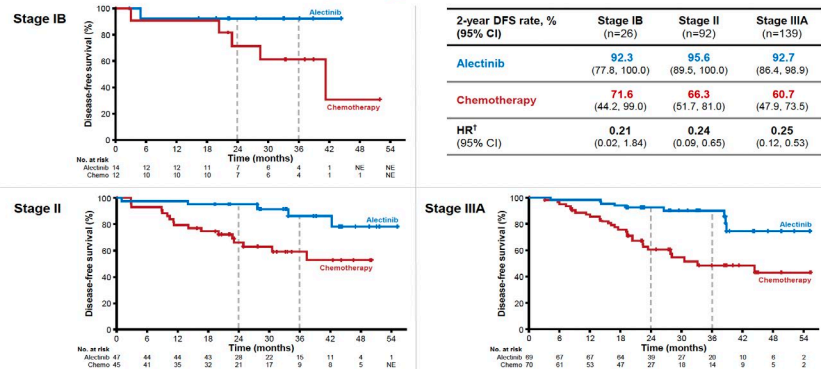 Stage IB
Disease-free survival (%)
100
80
60
40
20
0
Alectinib
Chemotherapy
0 6 12 18 24 30 36 42 48 54
Time (months)
No. at risk
Alectinib 14 12 12 11 7 6 4 1 NE NE
Chemo 12 10 10 10 7 6 4 1 1 NE
2-year DFS rate, % (95% CI) Stage IB (n=26) Stage II (n=92) Stage IIIA (n=139)
Alectinib 92.3 95.6 92.7
(77.8, 100.0) (89.5, 100.0) (86.4, 98.9)
Chemotherapy 71.6 66.3 60.7
(44.2, 99.0) (51.7, 81.0) (47.9, 73.5)
HR† 0.21 0.24 0.25
(95% CI) (0.02, 1.84) (0.09, 0.65) (0.12, 0.53)
Stage II
Disease-free survival (%)
100
80
60
40
20
0
Alectinib
Chemotherapy
0 6 12 18 24 30 36 42 48 54
Time (months)
No. at risk
Alectinib 47 44 44 43 28 22 15 11 4 1
Chemo 45 41 35 32 21 17 9 8 5 NE
Stage IIIA
Disease-free survival (%)
100
80
60
40
20
0
Alectinib
Chemotherapy
0 6 12 18 24 30 36 42 48 54
Time (months)
No. at risk
Alectinib 69 67 67 64 39 27 20 10 6 2
Chemo 70 61 53 47 27 18 14 9 5 2